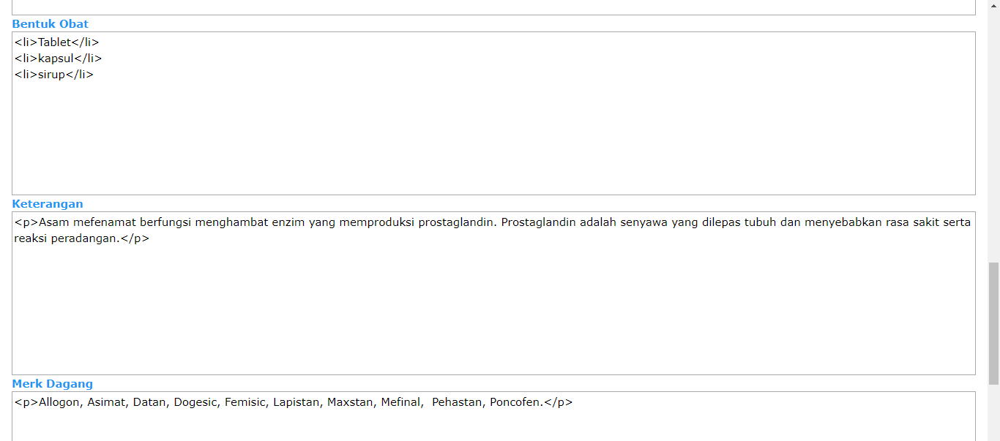 Bentuk Obat
<li>Tablet</li>
<li>kapsul</li>
<li>sirup</li>
Keterangan
<p>Asam mefenamat berfungsi menghambat enzim yang memproduksi prostaglandin. Prostaglandin adalah senyawa yang dilepas tubuh dan menyebabkan rasa sakit serta
reaksi peradangan.</p>
Merk Dagang
<p>Allogon, Asimat, Datan, Dogesic, Femisic, Lapistan, Maxstan, Mefinal,  Pehastan, Poncofen.</p>